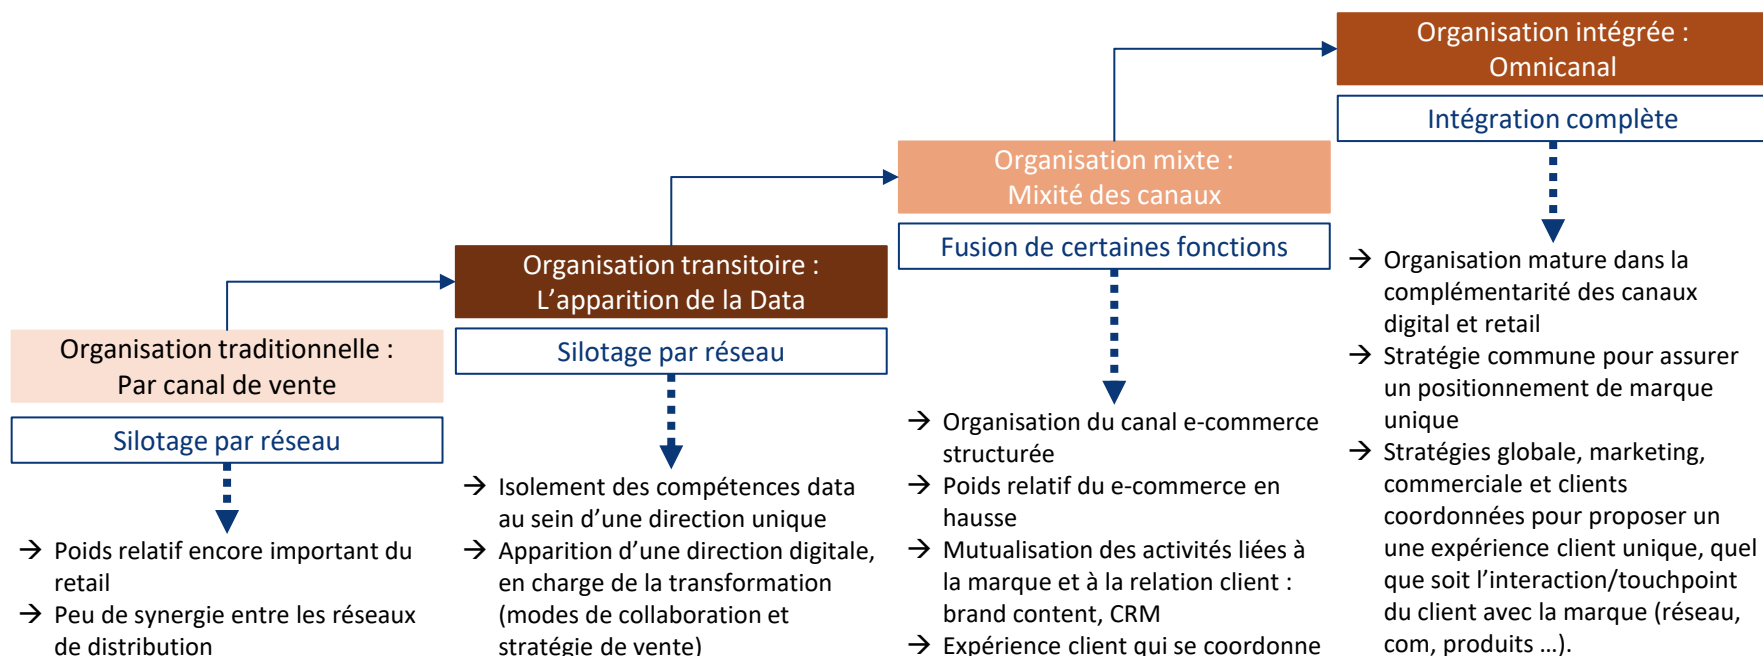 Organisation traditionnelle :
Par canal de vente
Silotage par réseau
→ Poids relatif encore important du
retail
→ Peu de synergie entre les réseaux
de distribution
Organisation transitoire :
L’apparition de la Data
Silotage par réseau
→ Isolement des compétences data
au sein d’une direction unique
→ Apparition d’une direction digitale,
en charge de la transformation
(modes de collaboration et
stratégie de vente)
Organisation mixte :
Mixité des canaux
Fusion de certaines fonctions
→ Organisation du canal e-commerce
structurée
→ Poids relatif du e-commerce en
hausse
→ Mutualisation des activités liées à
la marque et à la relation client :
brand content, CRM
→ Expérience client qui se coordonne
Organisation intégrée :
Omnicanal
Intégration complète
→ Organisation mature dans la
complémentarité des canaux
digital et retail
→ Stratégie commune pour assurer
un positionnement de marque
unique
→ Stratégies globale, marketing,
commerciale et clients
coordonnées pour proposer un
une expérience client unique, quel
que soit l’interaction/touchpoint
du client avec la marque (réseau,
com, produits …).